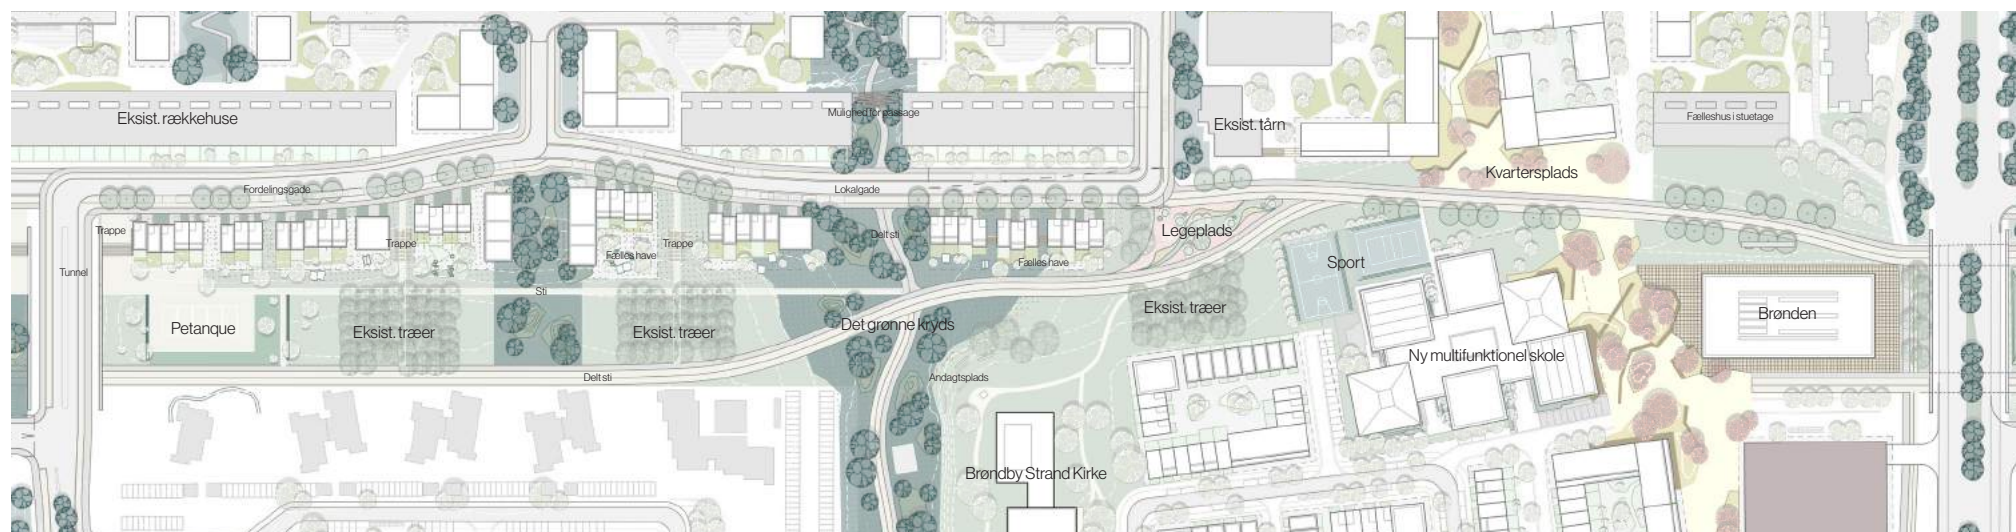 Mulighed for passage
Eksist. rækkehuse
Eksist. tårn
Fælleshus i stuetage
Kvartersplads
Fordelingsgade
Lokalgade
Trappe
Trappe
Trappe
Delt sti
Legeplads
Fælles have
Fælles have
Sport
Tunnel
Sti
Petanque
Eksist. træer
Eksist. træer
Det grønne kryds
Eksist. træer
Brønden
Ny multifunktionel skole
Delt sti
Andagtsplads
Brøndby Strand Kirke